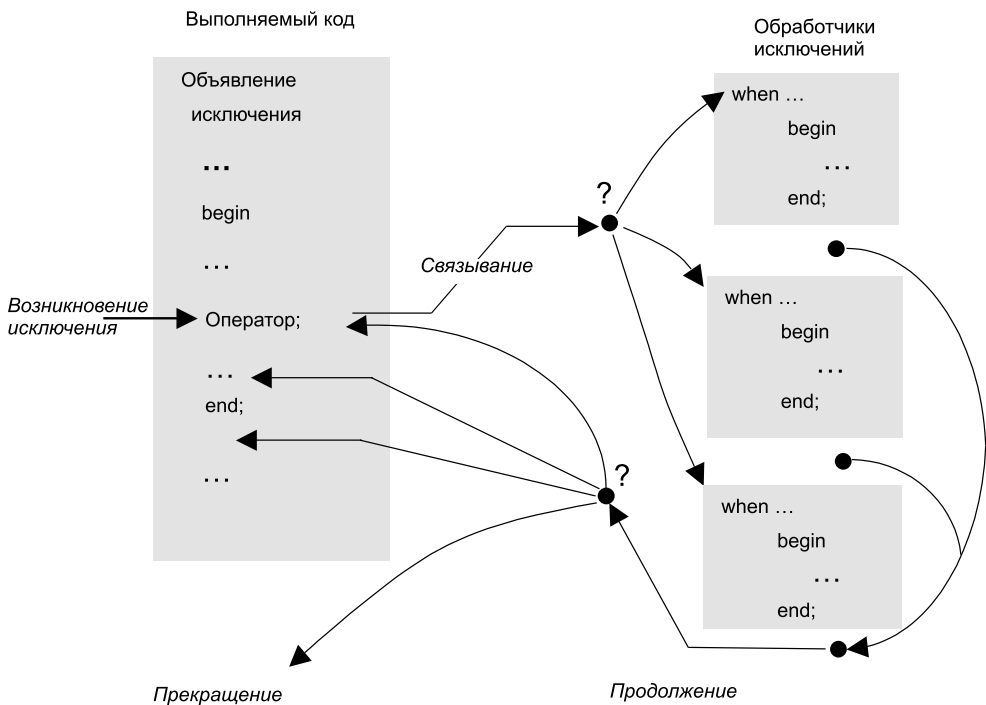 Выполняемый код
Объявление
исключения
...
begin
...
Возникновение
исключения
Оператор;
...
end;
...
Связывание
?
?
Обработчики
исключений
when ...
begin
...
end;
when ...
begin
...
end;
when ...
begin
...
end;
Прекращение
Продолжение